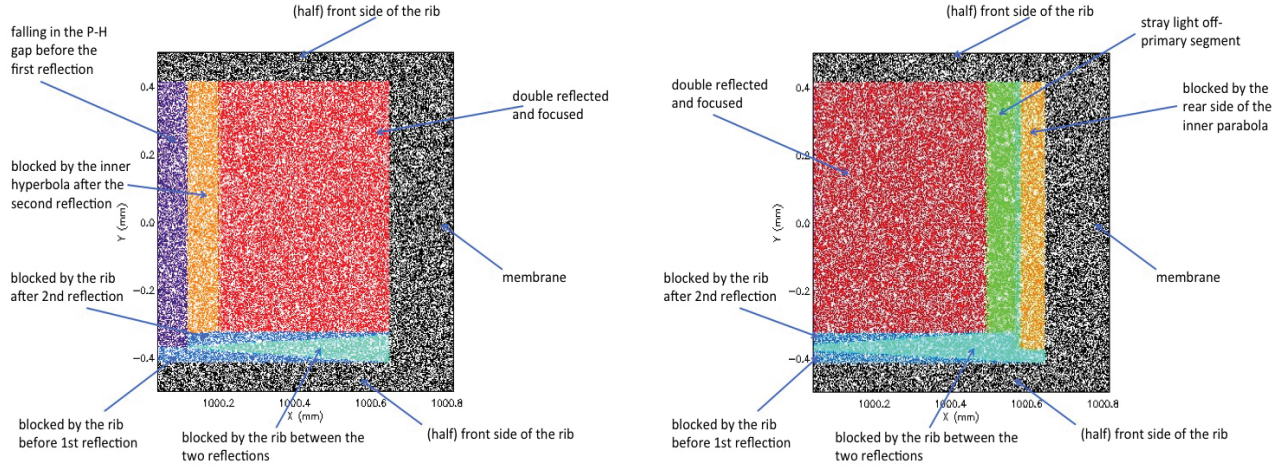 (half) front side of the rib
falling in the P-H
gap before the
first reflection
double reflected
and focused
blocked by the inner
hyperbola after the
second reflection
membrane
blocked by the rib
after 2nd reflection
blocked by the rib
before 1st reflection
blocked by the rib between the
two reflections
(half) front side of the rib
Y (mm)
0.4
0.2
0.0
−0.2
−0.4
1000.2 1000.4 1000.6 1000.8
X (mm)
(half) front side of the rib
stray light off-
primary segment
double reflected
and focused
blocked by the
rear side of the
inner parabola
membrane
blocked by the rib
after 2nd reflection
blocked by the rib
before 1st reflection
blocked by the rib between the
two reflections
(half) front side of the rib
Y (mm)
0.4
0.2
0.0
−0.2
−0.4
1000.2 1000.4 1000.6 1000.8
X (mm)